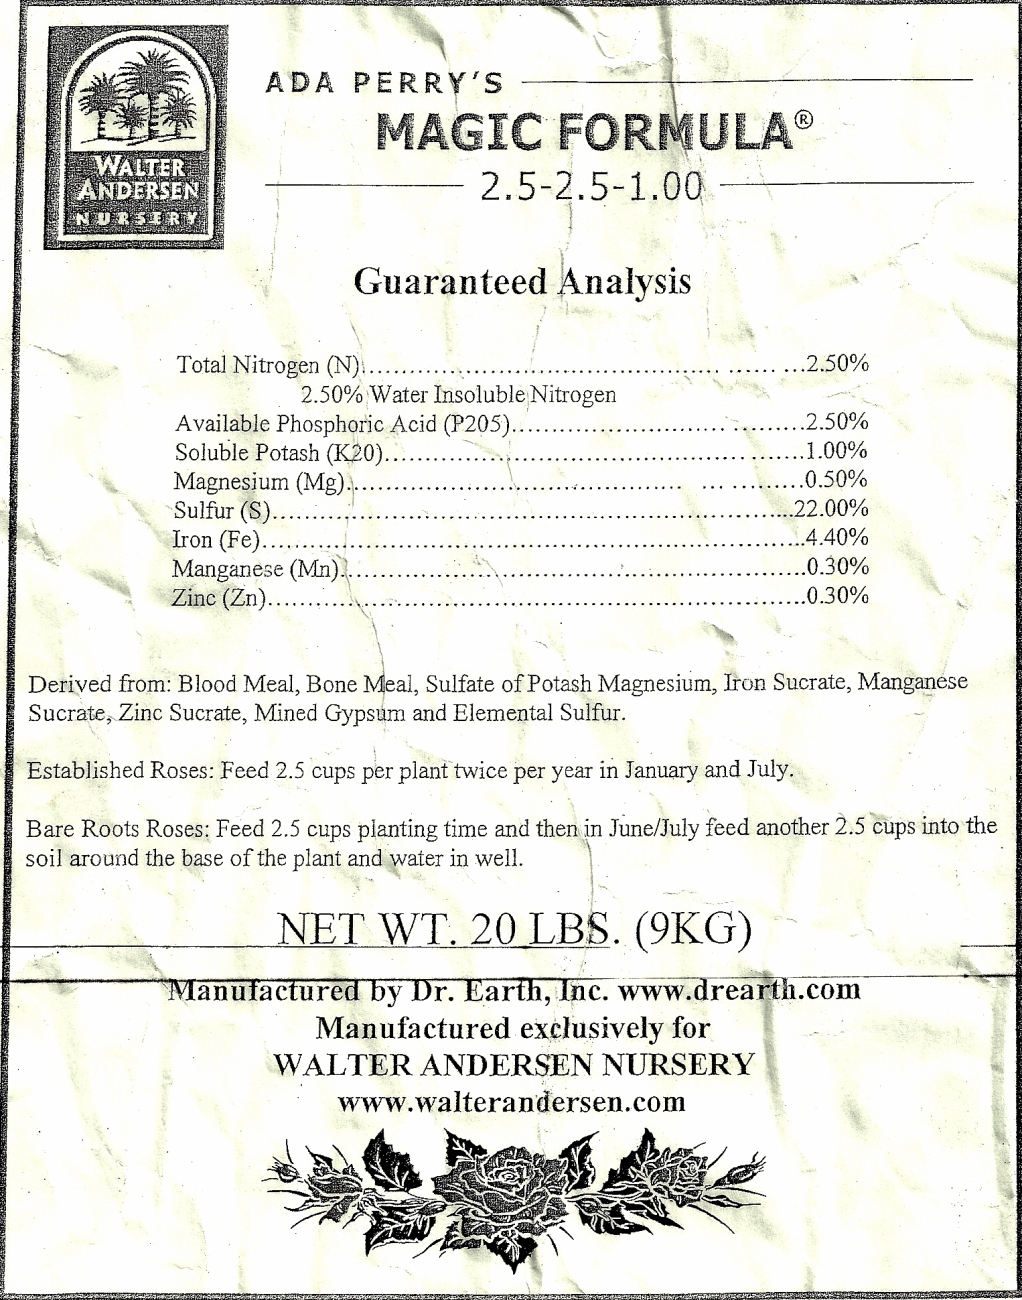 WALTER
ANDERSEN
NURSERY
ADA PERRY'S
MAGIC FORMULA®
2.5-2.5-1.00
Guaranteed Analysis
Total Nitrogen (N)............................................................2.50%
2.50% Water Insoluble Nitrogen
Available Phosphoric Acid (P205)..........................................2.50%
Soluble Potash (K20)..........................................................1.00%
Magnesium (Mg)...............................................................0.50%
Sulfur (S)........................................................................22.00%
Iron (Fe)..........................................................................4.40%
Manganese (Mn)................................................................0.30%
Zinc (Zn).........................................................................0.30%
Derived from: Blood Meal, Bone Meal, Sulfate of Potash Magnesium, Iron Sucrate, Manganese
Sucrate, Zinc Sucrate, Mined Gypsum and Elemental Sulfur.
Established Roses: Feed 2.5 cups per plant twice per year in January and July.
Bare Roots Roses: Feed 2.5 cups planting time and then in June/July feed another 2.5 cups into the
soil around the base of the plant and water in well.
NET WT. 20 LBS. (9KG)
Manufactured by Dr. Earth, Inc. www.drearth.com
Manufactured exclusively for
WALTER ANDERSEN NURSERY
www.walterandersen.com